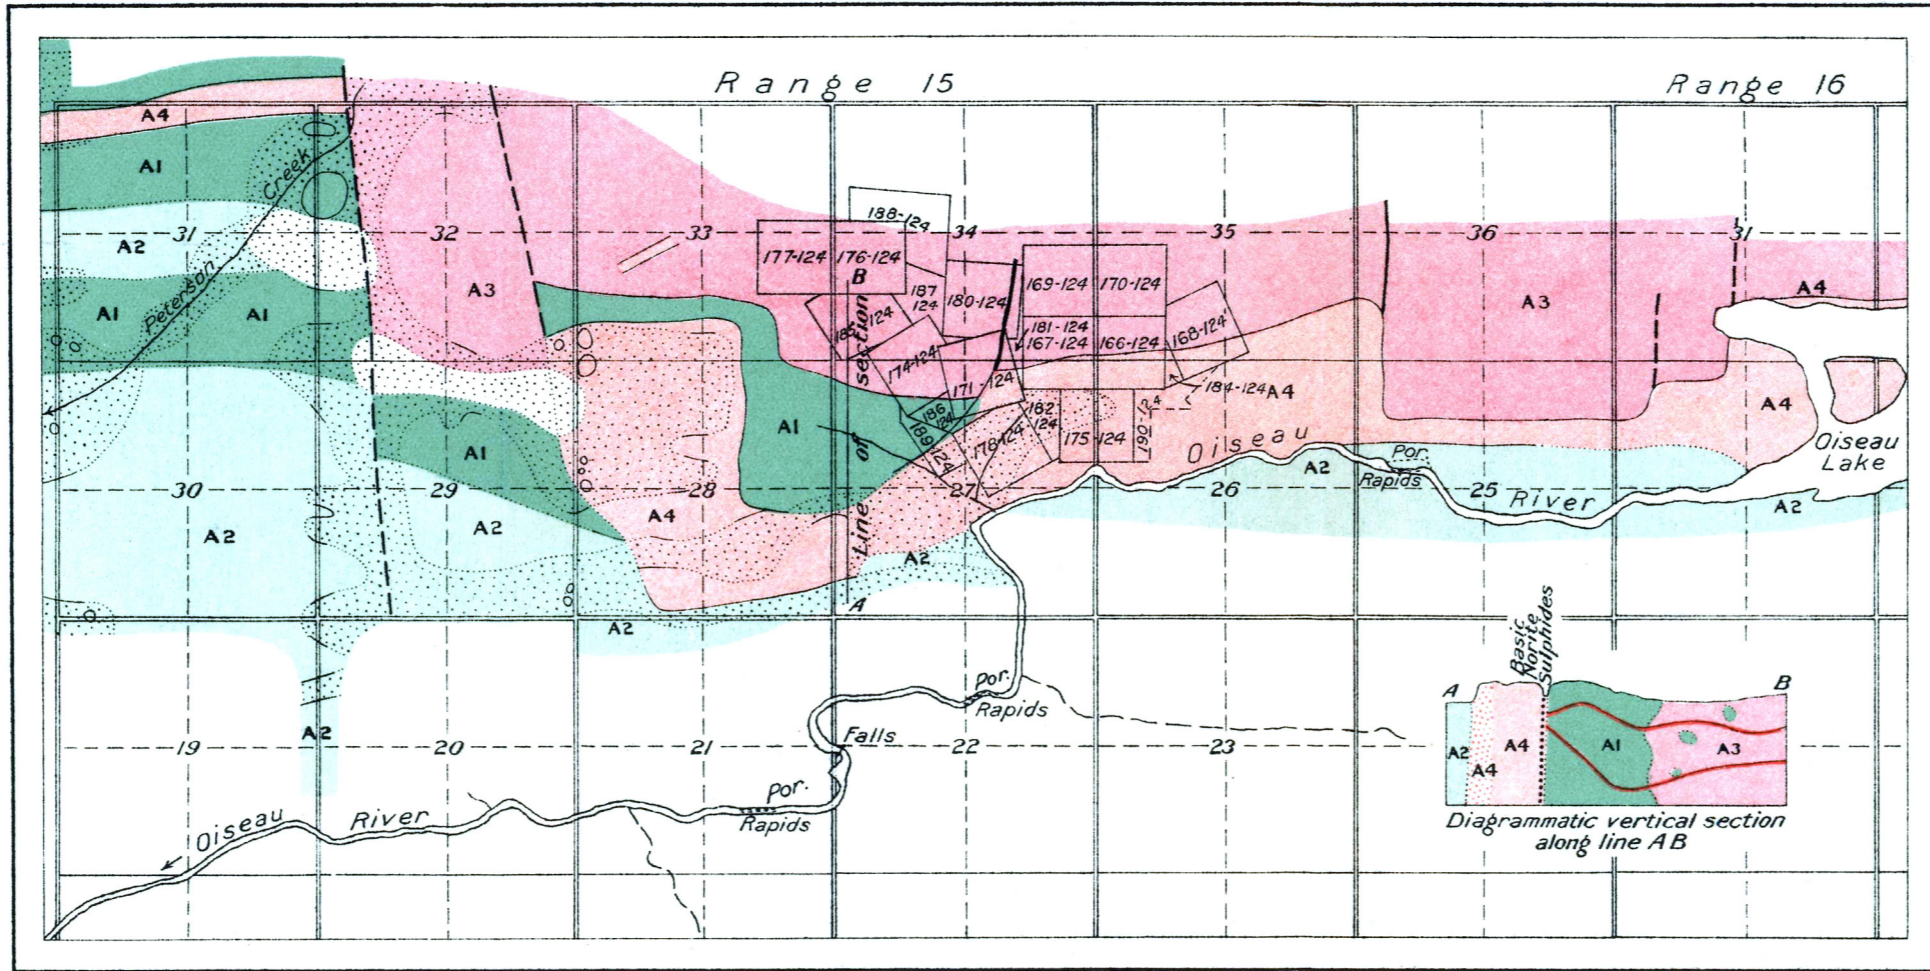 Range 15
Range 16
A4
A1
Creek
31
32
33
188-124
34
35
36
31
A2
177-124
176-124
B
Peterson
A3
187
124
180-124
169-124
170-124
A3
A4
A1
A1
185-124
181-124
167-124
166-124
168-124
174-124
171-124
184-124
A4
A4
186
124
182
124
190-124
A1
189-124
178-124
175-124
Oiseau
Oiseau
Lake
A1
Por.
Rapids
A2
30
29
28
27
26
25
River
A2
A4
A2
A2
Line of section
A2
A
A2
Basic
Norite
Sulphides
A
B
Por.
Rapids
A2
19
20
21
Falls
22
23
A2
A4
A4
A1
A3
Por.
Rapids
Oiseau River
Diagrammatic vertical section
along line AB